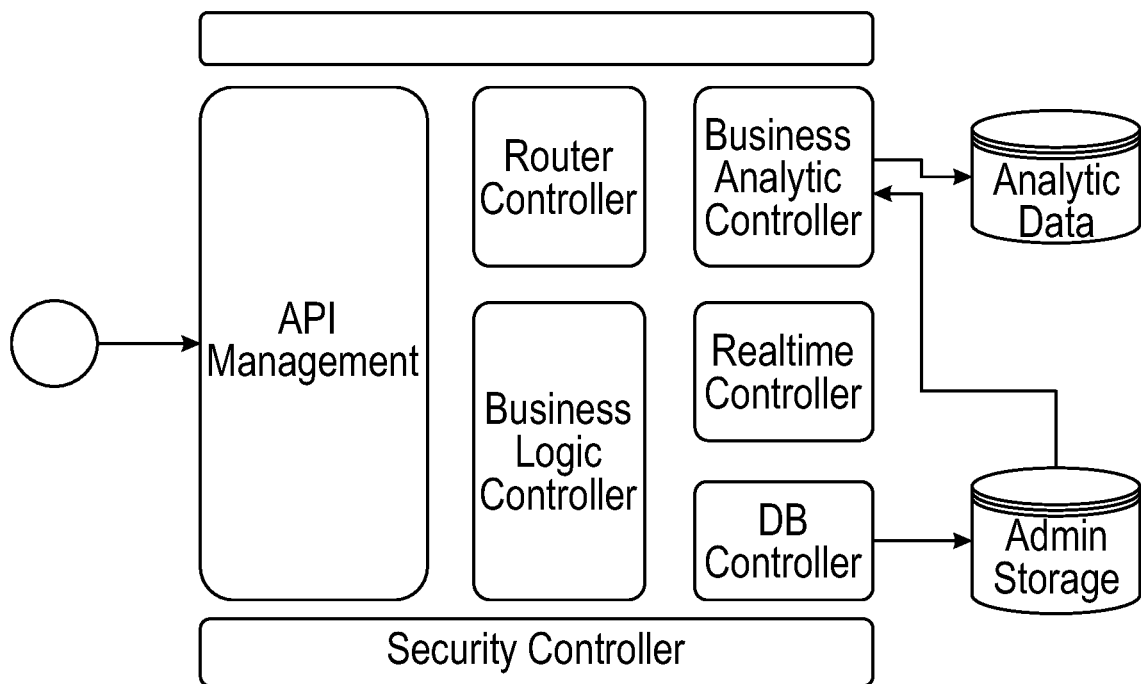 Router
Controller
Business
Analytic
Controller
Analytic
Data
API
Management
Business
Logic
Controller
Realtime
Controller
DB
Controller
Admin
Storage
Security Controller